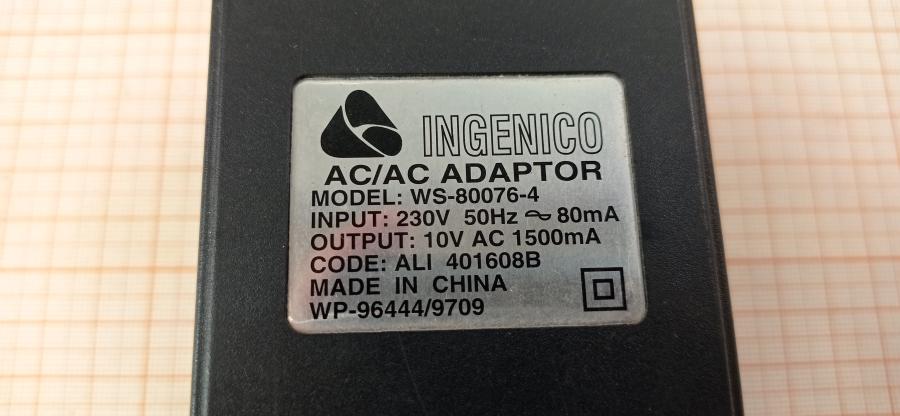 INGENICO
AC/AC ADAPTOR
MODEL: WS-80076-4
INPUT: 230V 50Hz ~ 80mA
OUTPUT: 10V AC 1500mA
CODE: ALI 401608B
MADE IN CHINA
WP-96444/9709